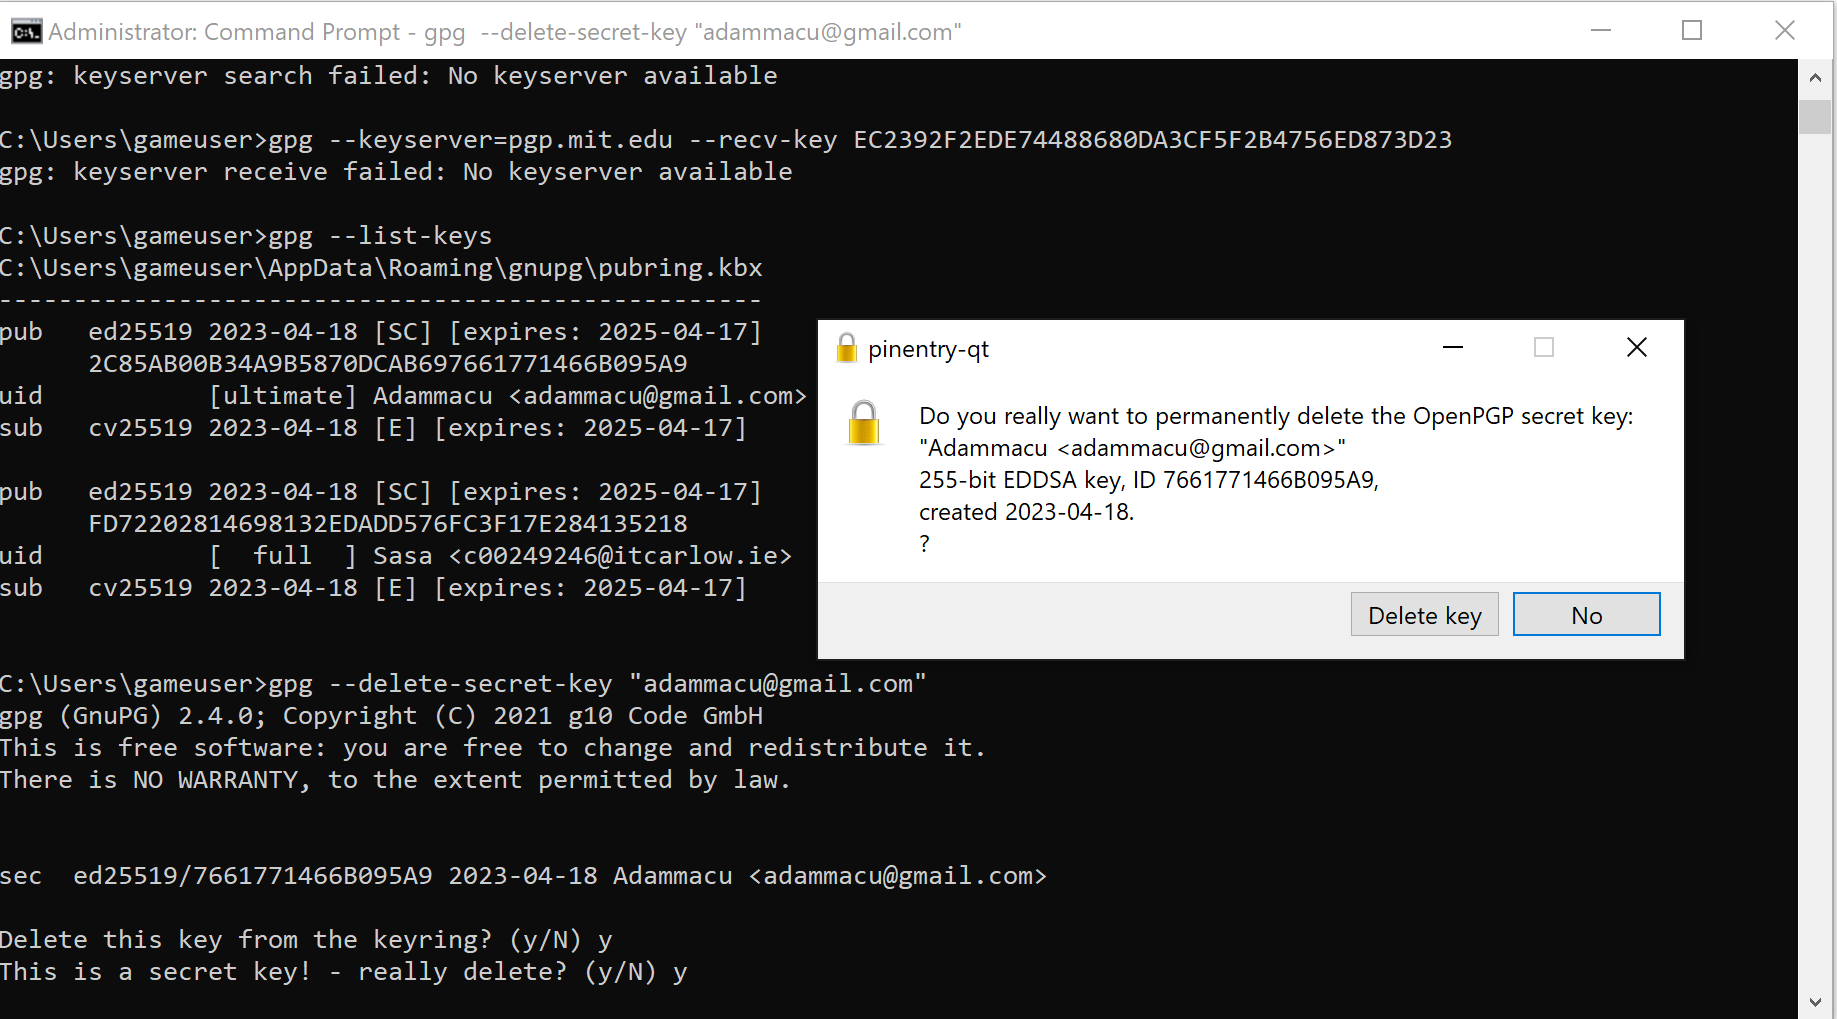 Administrator: Command Prompt - gpg  --delete-secret-key "adammacu@gmail.com"
gpg: keyserver search failed: No keyserver available
C:\Users\gameuser>gpg --keyserver=pgp.mit.edu --recv-key EC2392F2EDE74488680DA3CF5F2B4756ED873D23
gpg: keyserver receive failed: No keyserver available
C:\Users\gameuser>gpg --list-keys
C:\Users\gameuser\AppData\Roaming\gnupg\pubring.kbx
---------------------------------------------------
pub   ed25519 2023-04-18 [SC] [expires: 2025-04-17]
      2C85AB00B34A9B5870DCAB697661771466B095A9
uid           [ultimate] Adammacu <adammacu@gmail.com>
sub   cv25519 2023-04-18 [E] [expires: 2025-04-17]
pub   ed25519 2023-04-18 [SC] [expires: 2025-04-17]
      FD72202814698132EDADD576FC3F17E284135218
uid           [  full  ] Sasa <c00249246@itcarlow.ie>
sub   cv25519 2023-04-18 [E] [expires: 2025-04-17]
C:\Users\gameuser>gpg --delete-secret-key "adammacu@gmail.com"
gpg (GnuPG) 2.4.0; Copyright (C) 2021 g10 Code GmbH
This is free software: you are free to change and redistribute it.
There is NO WARRANTY, to the extent permitted by law.
sec  ed25519/7661771466B095A9 2023-04-18 Adammacu <adammacu@gmail.com>
Delete this key from the keyring? (y/N) y
This is a secret key! - really delete? (y/N) y
pinentry-qt
Do you really want to permanently delete the OpenPGP secret key:
"Adammacu <adammacu@gmail.com>"
255-bit EDDSA key, ID 7661771466B095A9,
created 2023-04-18.
?
Delete key
No